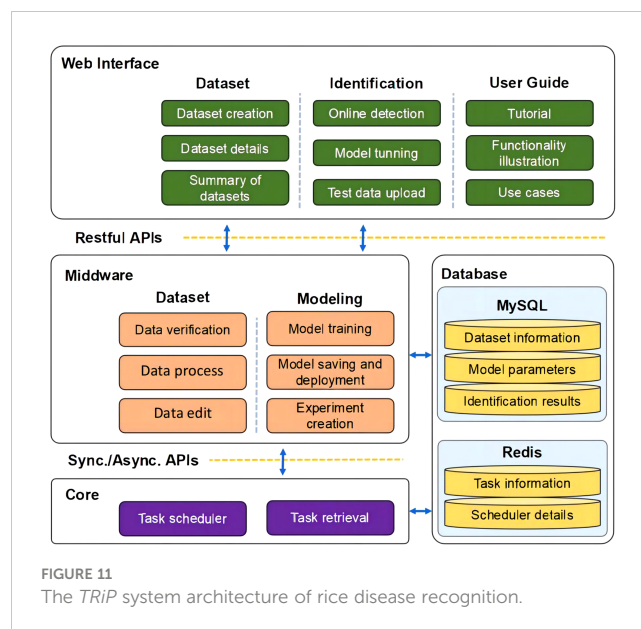 Web Interface
Dataset
Dataset creation
Dataset details
Summary of
datasets
Identification
Online detection
Model tunning
Test data upload
User Guide
Tutorial
Functionality
illustration
Use cases
Restful APIs
Middware
Dataset
Data verification
Data process
Data edit
Modeling
Model training
Model saving and
deployment
Experiment
creation
Database
MySQL
Dataset information
Model parameters
Identification results
Redis
Task information
Scheduler details
Sync./Async. APIs
Core
Task scheduler
Task retrieval
FIGURE 11
The TRiP system architecture of rice disease recognition.